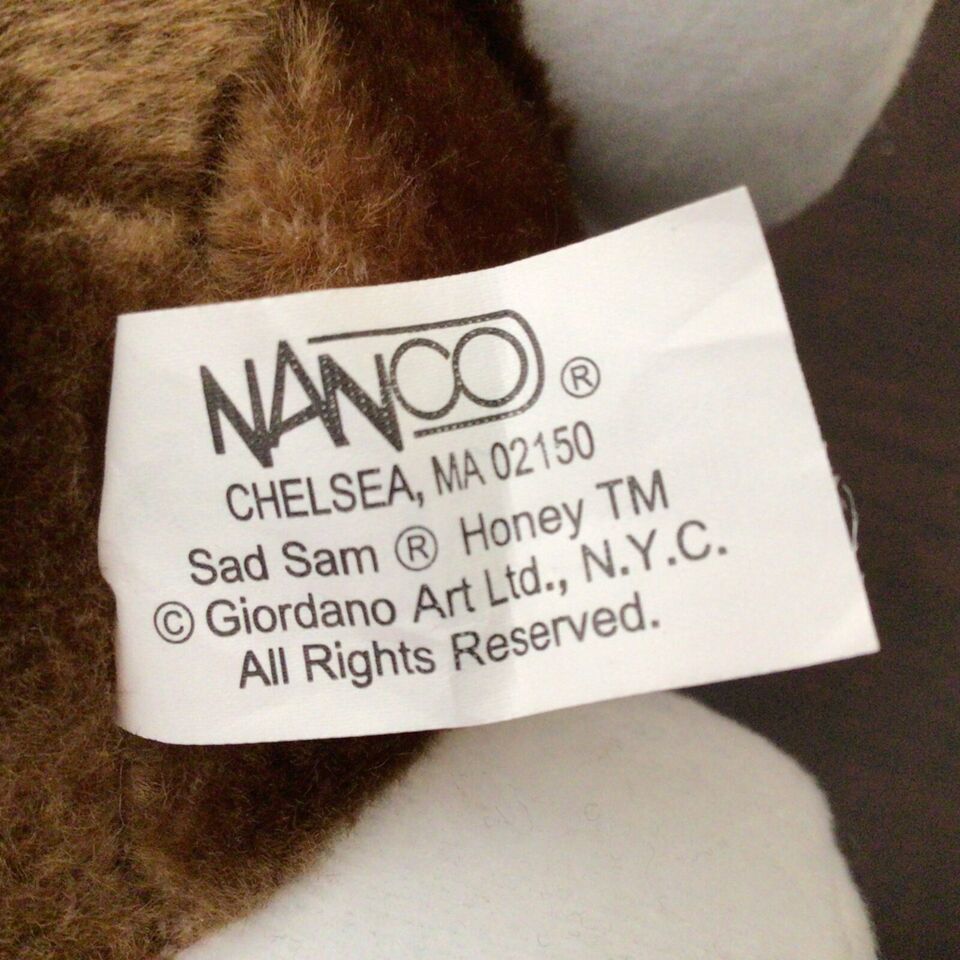 NANCO ®
CHELSEA, MA 02150
Sad Sam ® Honey TM
© Giordano Art Ltd., N.Y.C.
All Rights Reserved.